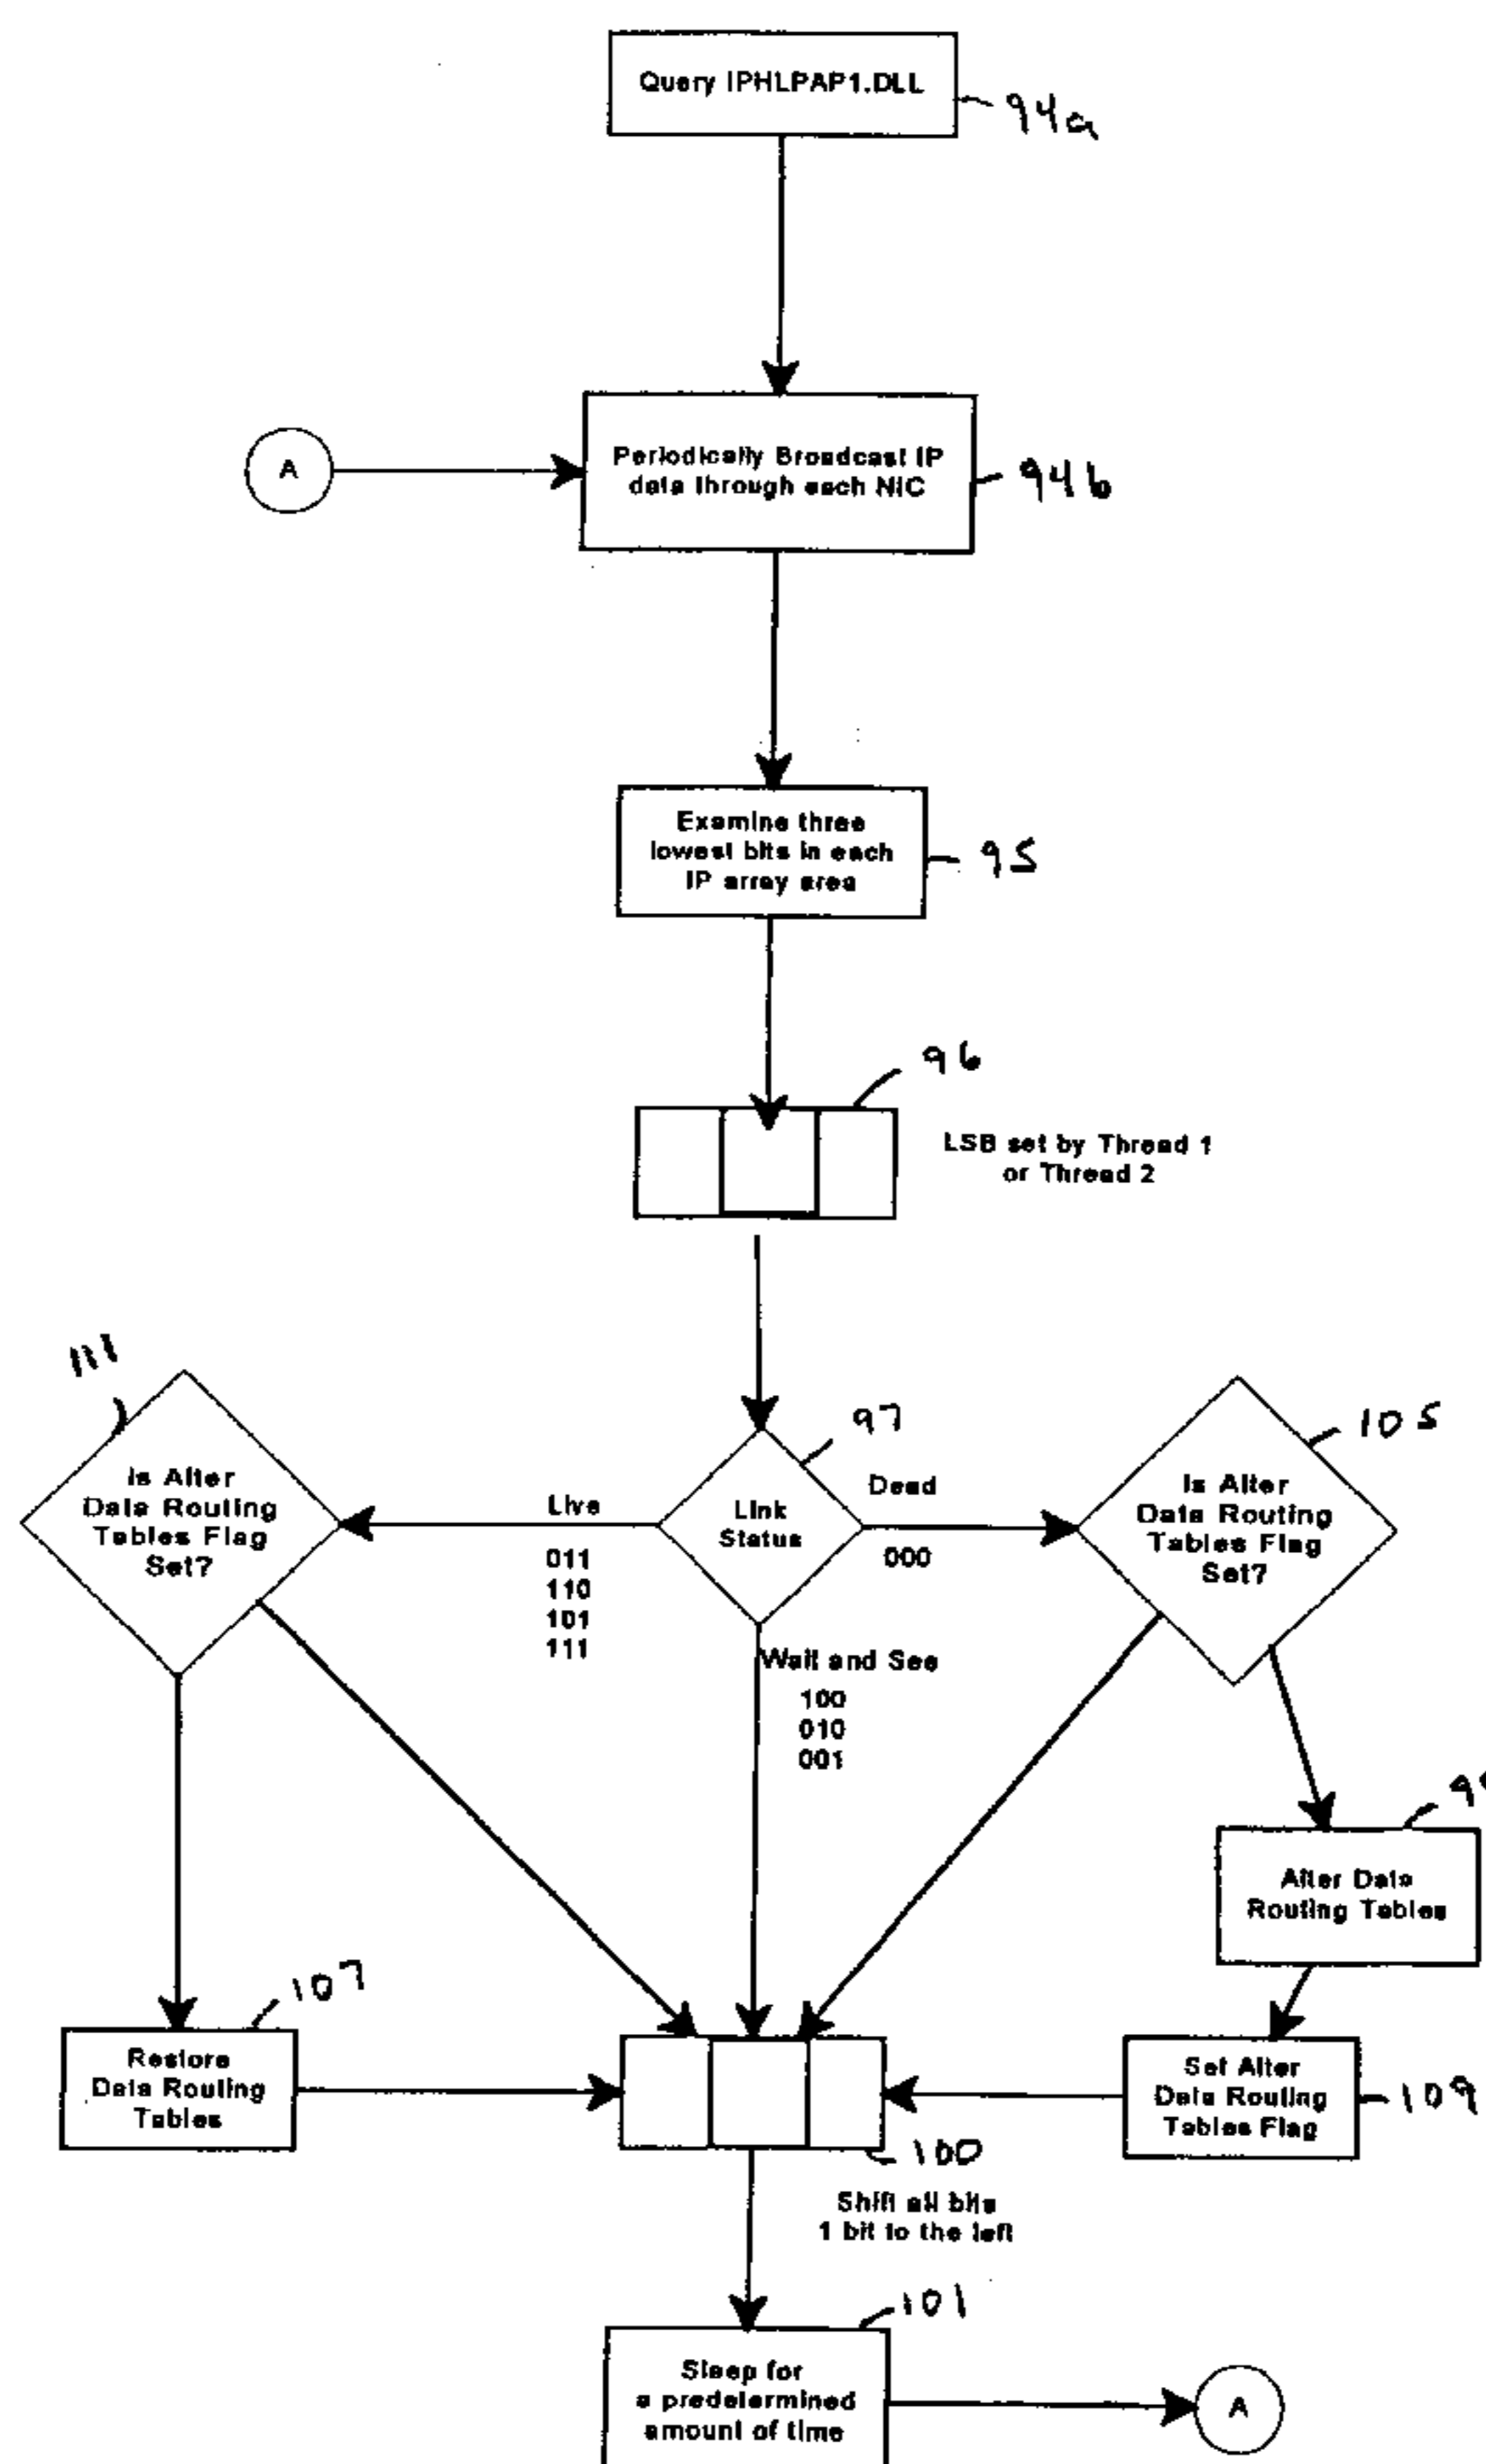 Query IPHLPAP1.DLL
94a
A
Periodically Broadcast IP
data through each NIC
94b
Examine three
lowest bits in each
IP array area
95
96
LSB set by Thread 1
or Thread 2
111
Is Alter
Data Routing
Tables Flag
Set?
Live
011
110
101
111
97
Link
Status
Dead
000
105
Is Alter
Data Routing
Tables Flag
Set?
Wait and See
100
010
001
Alter Data
Routing Tables
107
Restore
Data Routing
Tables
100
Shift all bits
1 bit to the left
Set Alter
Data Routing
Tables Flag
109
101
Sleep for
a predetermined
amount of time
A